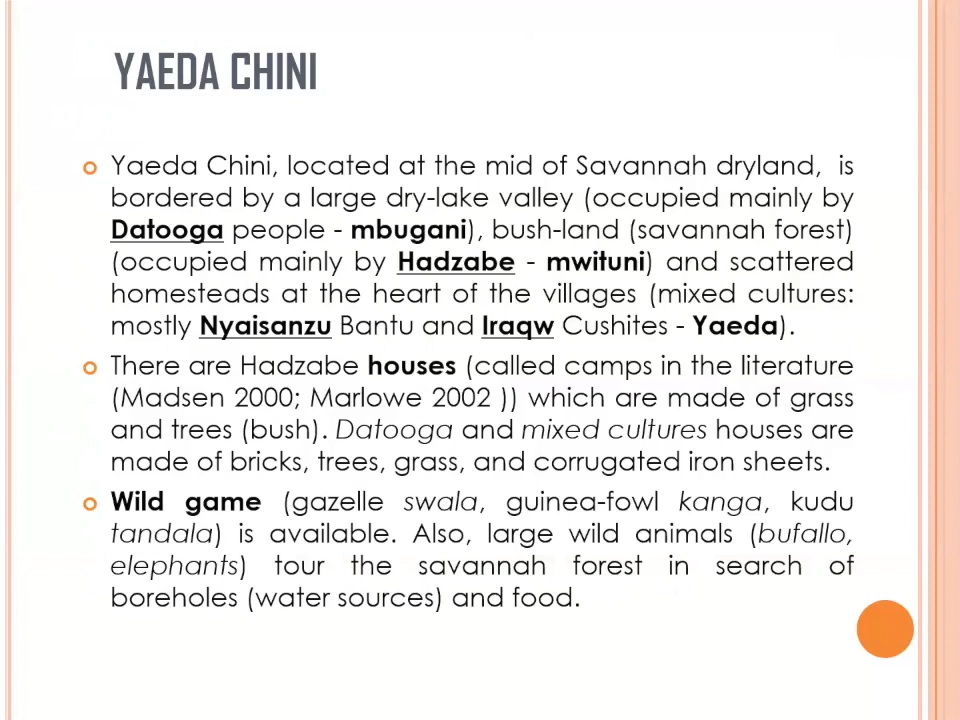 YAEDA CHINI
Yaeda Chini, located at the mid of Savannah dryland, is
bordered by a large dry-lake valley (occupied mainly by
Datooga people - mbugani), bush-land (savannah forest)
(occupied mainly by Hadzabe - mwituni) and scattered
homesteads at the heart of the villages (mixed cultures:
mostly Nyaisanzu Bantu and Iraqw Cushites - Yaeda).
There are Hadzabe houses (called camps in the literature
(Madsen 2000; Marlowe 2002 )) which are made of grass
and trees (bush). Datooga and mixed cultures houses are
made of bricks, trees, grass, and corrugated iron sheets.
Wild game (gazelle swala, guinea-fowl kanga, kudu
tandala) is available. Also, large wild animals (bufallo,
elephants) tour the savannah forest in search of
boreholes (water sources) and food.